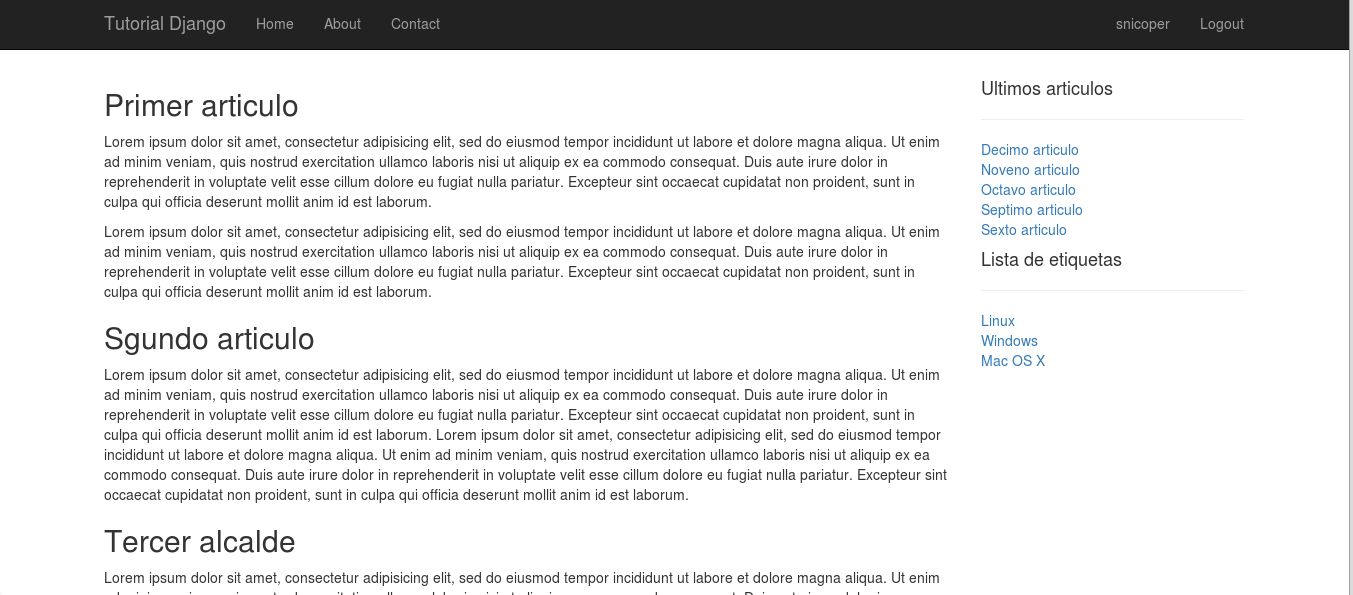 Tutorial Django Home About Contact snicoper Logout
Primer articulo
Lorem ipsum dolor sit amet, consectetur adipisicing elit, sed do eiusmod tempor incididunt ut labore et dolore magna aliqua. Ut enim
ad minim veniam, quis nostrud exercitation ullamco laboris nisi ut aliquip ex ea commodo consequat. Duis aute irure dolor in
reprehenderit in voluptate velit esse cillum dolore eu fugiat nulla pariatur. Excepteur sint occaecat cupidatat non proident, sunt in
culpa qui officia deserunt mollit anim id est laborum.
Lorem ipsum dolor sit amet, consectetur adipisicing elit, sed do eiusmod tempor incididunt ut labore et dolore magna aliqua. Ut enim
ad minim veniam, quis nostrud exercitation ullamco laboris nisi ut aliquip ex ea commodo consequat. Duis aute irure dolor in
reprehenderit in voluptate velit esse cillum dolore eu fugiat nulla pariatur. Excepteur sint occaecat cupidatat non proident, sunt in
culpa qui officia deserunt mollit anim id est laborum.
Sgundo articulo
Lorem ipsum dolor sit amet, consectetur adipisicing elit, sed do eiusmod tempor incididunt ut labore et dolore magna aliqua. Ut enim
ad minim veniam, quis nostrud exercitation ullamco laboris nisi ut aliquip ex ea commodo consequat. Duis aute irure dolor in
reprehenderit in voluptate velit esse cillum dolore eu fugiat nulla pariatur. Excepteur sint occaecat cupidatat non proident, sunt in
culpa qui officia deserunt mollit anim id est laborum. Lorem ipsum dolor sit amet, consectetur adipisicing elit, sed do eiusmod tempor
incididunt ut labore et dolore magna aliqua. Ut enim ad minim veniam, quis nostrud exercitation ullamco laboris nisi ut aliquip ex ea
commodo consequat. Duis aute irure dolor in reprehenderit in voluptate velit esse cillum dolore eu fugiat nulla pariatur. Excepteur sint
occaecat cupidatat non proident, sunt in culpa qui officia deserunt mollit anim id est laborum.
Tercer alcalde
Lorem ipsum dolor sit amet, consectetur adipisicing elit, sed do eiusmod tempor incididunt ut labore et dolore magna aliqua. Ut enim
Ultimos articulos
Decimo articulo
Noveno articulo
Octavo articulo
Septimo articulo
Sexto articulo
Lista de etiquetas
Linux
Windows
Mac OS X